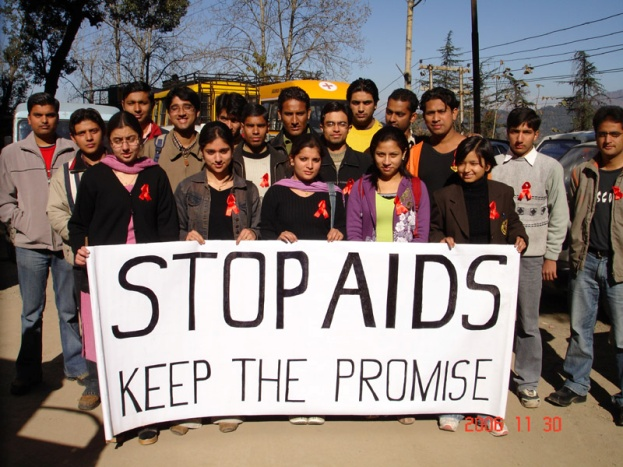 STOP AIDS
KEEP THE PROMISE
2006 11 30